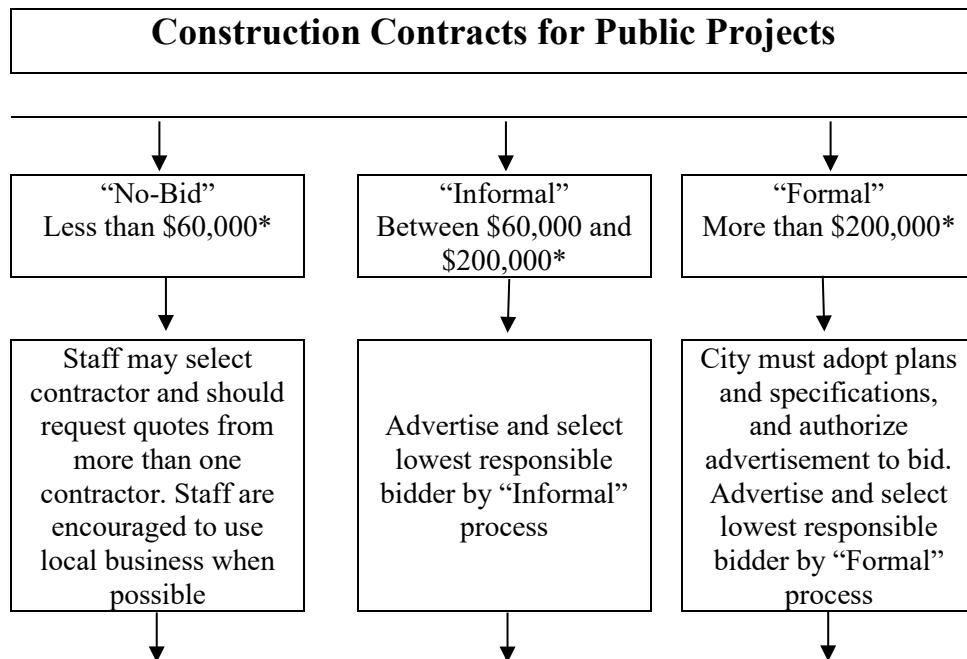 Construction Contracts for Public Projects
“No-Bid”
Less than $60,000*
“Informal”
Between $60,000 and
$200,000*
“Formal”
More than $200,000*
Staff may select
contractor and should
request quotes from
more than one
contractor. Staff are
encouraged to use
local business when
possible
Advertise and select
lowest responsible
bidder by “Informal”
process
City must adopt plans
and specifications,
and authorize
advertisement to bid.
Advertise and select
lowest responsible
bidder by “Formal”
process